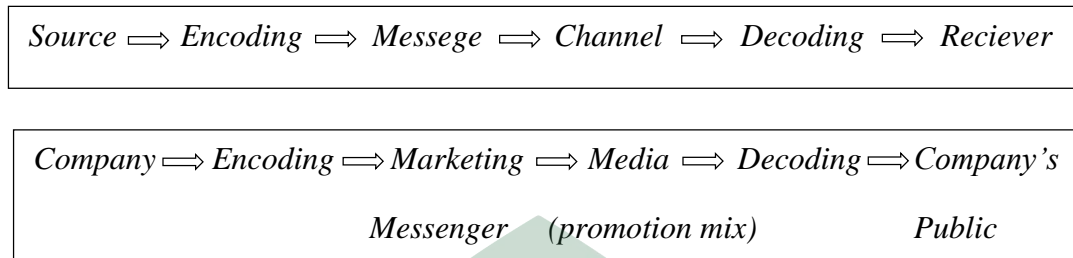 Source ⇨ Encoding ⇨ Messege ⇨ Channel ⇨ Decoding ⇨ Reciever
Company ⇨ Encoding ⇨ Marketing ⇨ Media ⇨ Decoding ⇨ Company’s
Messenger (promotion mix) Public